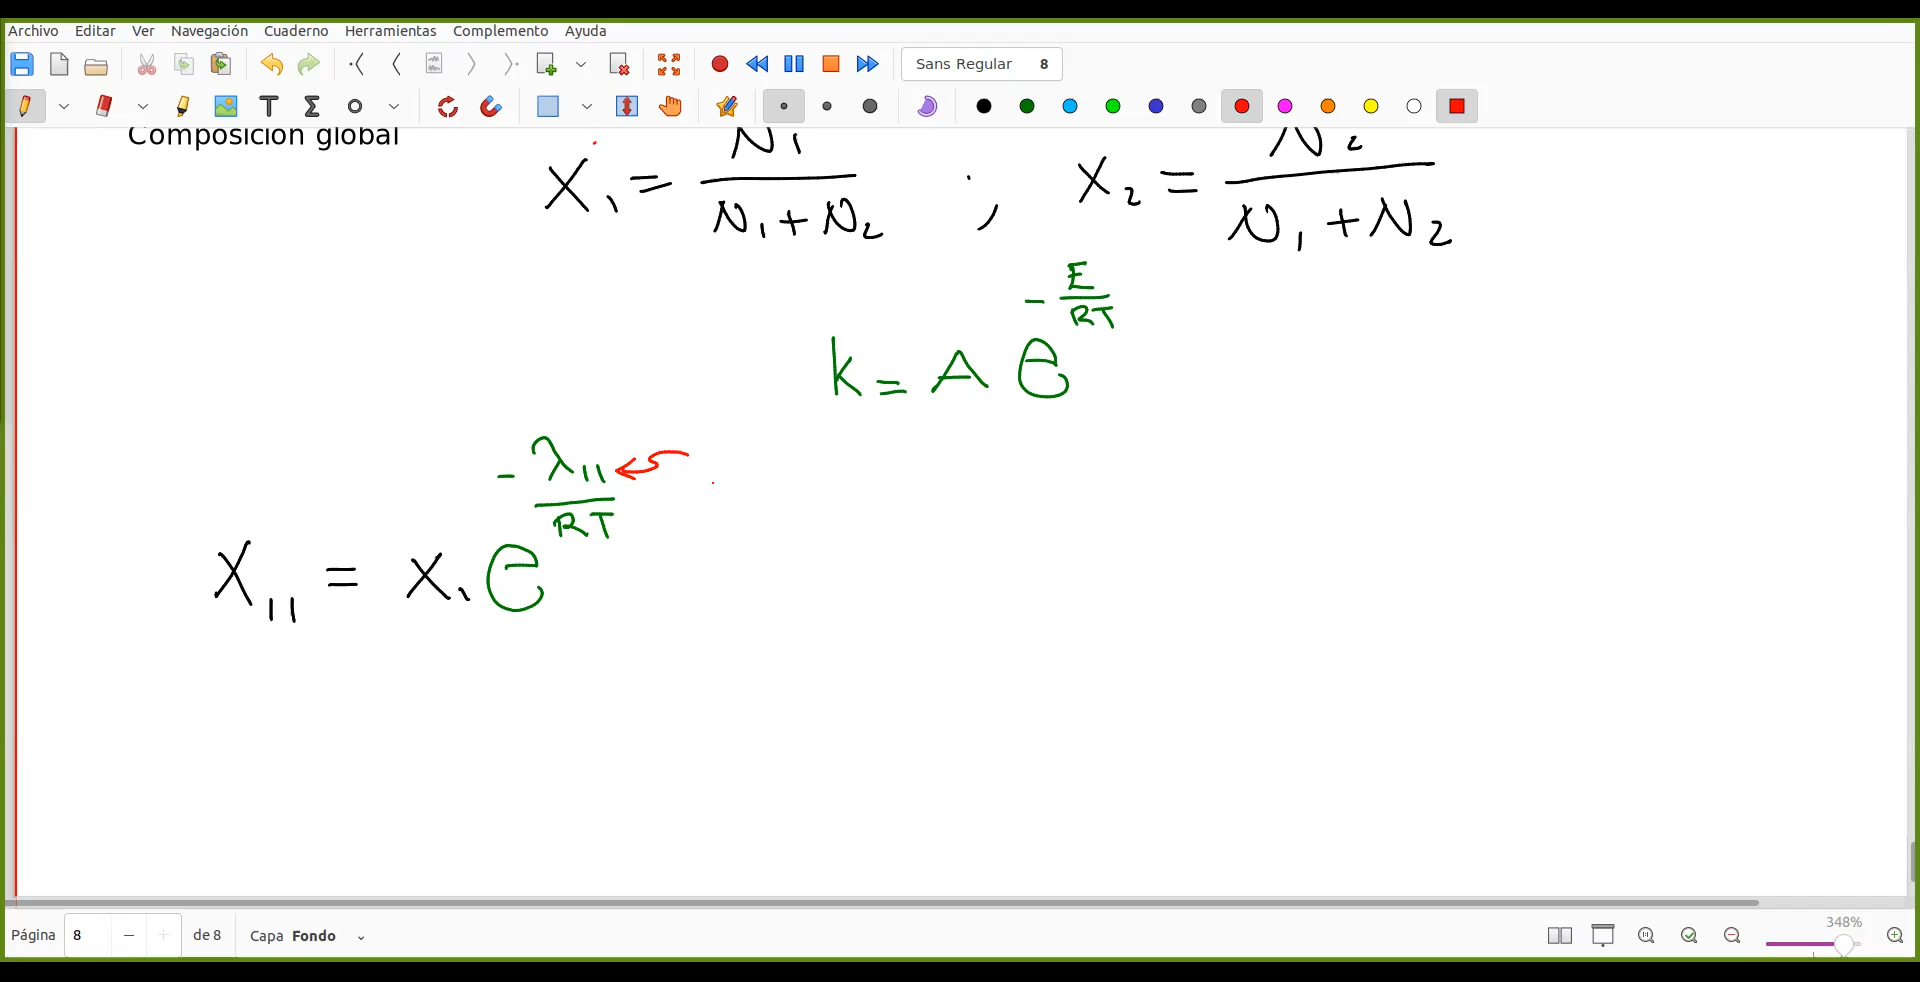 Archivo Editar Ver Navegación Cuaderno Herramientas Complemento Ayuda
Sans Regular 8
Composición global
X₁ = N₁ / (N₁ + N₂) ; X₂ = N₂ / (N₁ + N₂)
k = A e^(-E/RT)
X₁₁ = X₁ e^(-λ₁₁/RT)
Página 8 de 8 Capa Fondo
348%